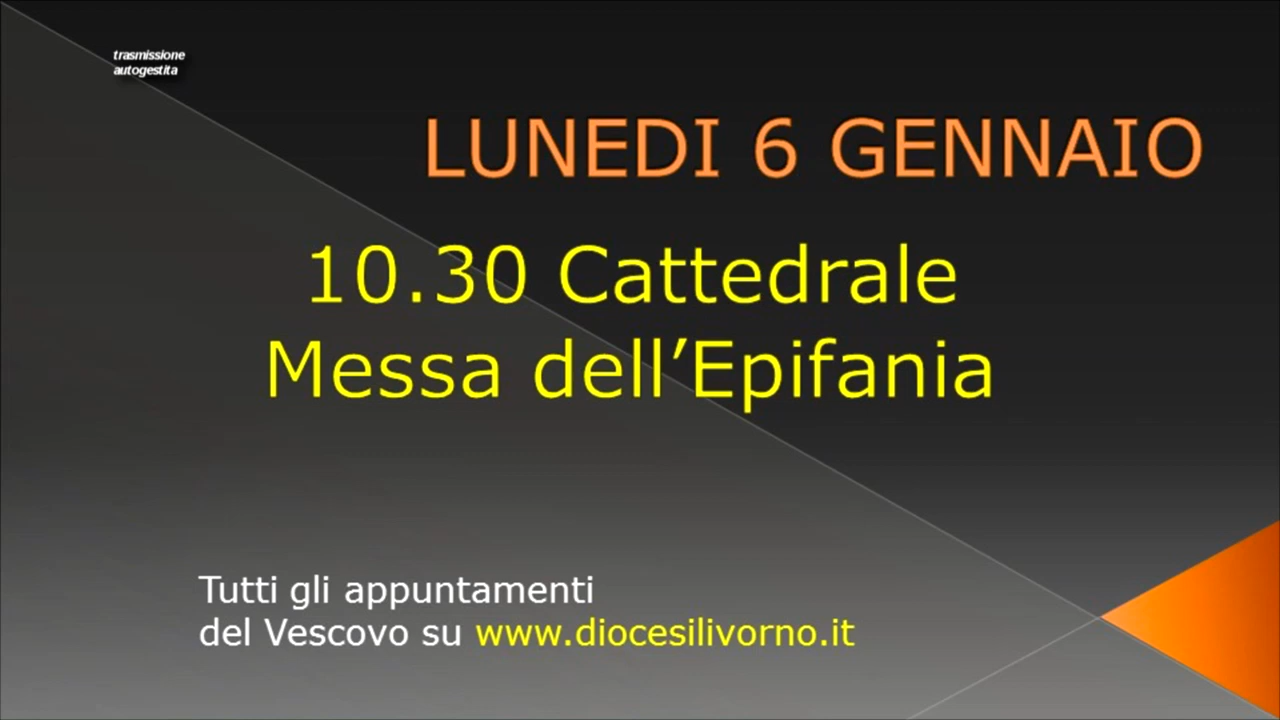 trasmissione
autogestita
LUNEDI 6 GENNAIO
10.30 Cattedrale
Messa dell’Epifania
Tutti gli appuntamenti
del Vescovo su www.diocesilivorno.it